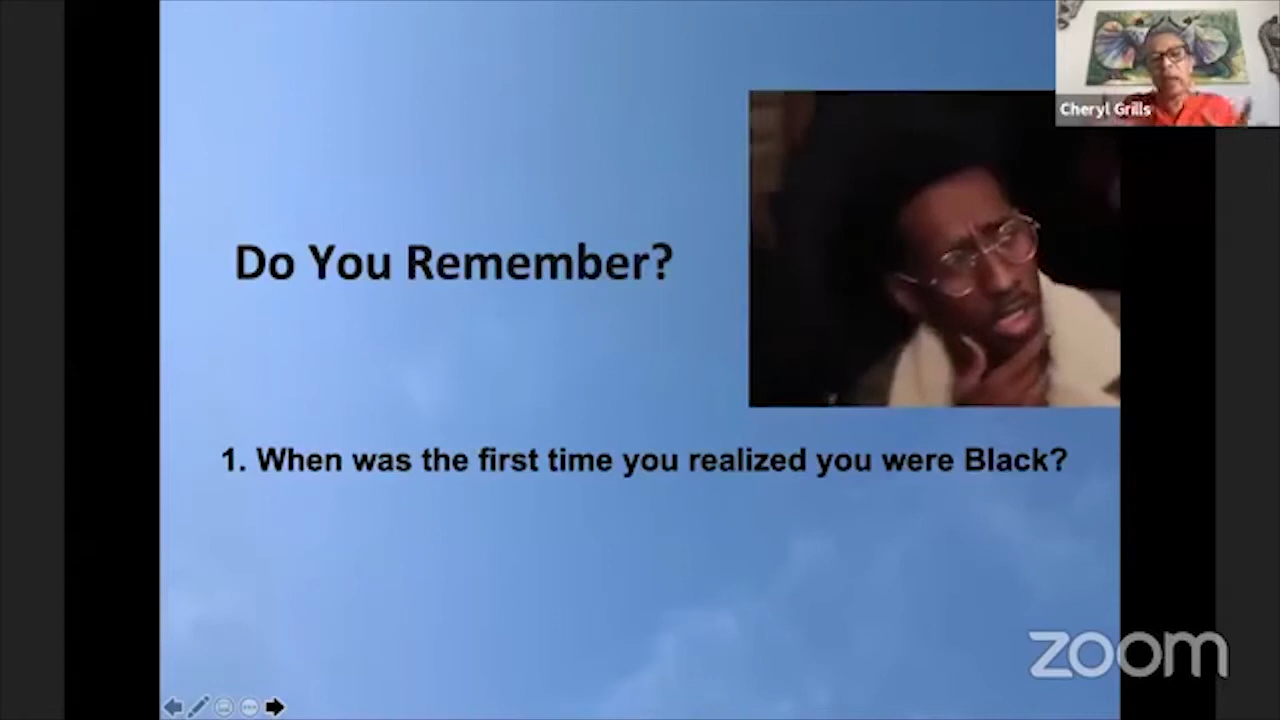 Cheryl Grills
Do You Remember?
1. When was the first time you realized you were Black?
zoom